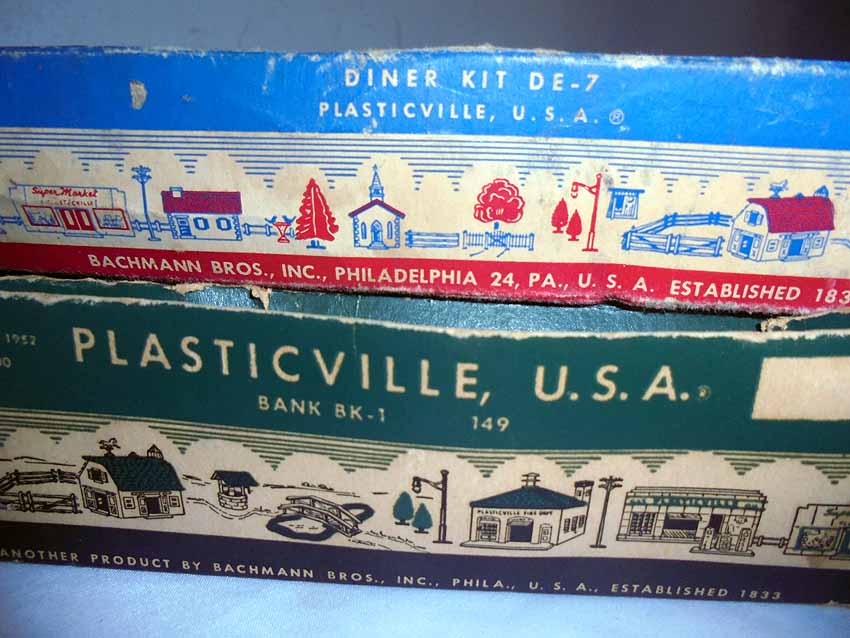 DINER KIT DE-7
PLASTICVILLE, U. S. A. ®
Super Market
BACHMANN BROS., INC., PHILADELPHIA 24, PA., U. S. A. ESTABLISHED 183
1952
PLASTICVILLE, U.S.A.®
BANK BK-1 149
PLASTICVILLE FIRE DEPT
ANOTHER PRODUCT BY BACHMANN BROS., INC., PHILA., U. S. A., ESTABLISHED 1833